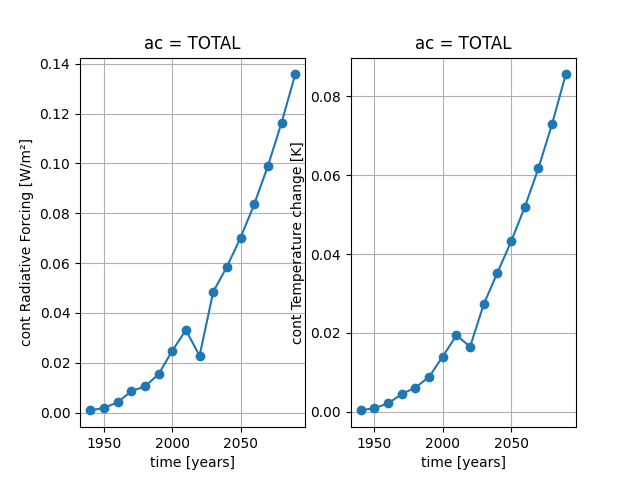 ac = TOTAL
cont Radiative Forcing [W/m²]
0.14
0.12
0.10
0.08
0.06
0.04
0.02
0.00
1950 2000 2050
time [years]
ac = TOTAL
cont Temperature change [K]
0.08
0.06
0.04
0.02
0.00
1950 2000 2050
time [years]